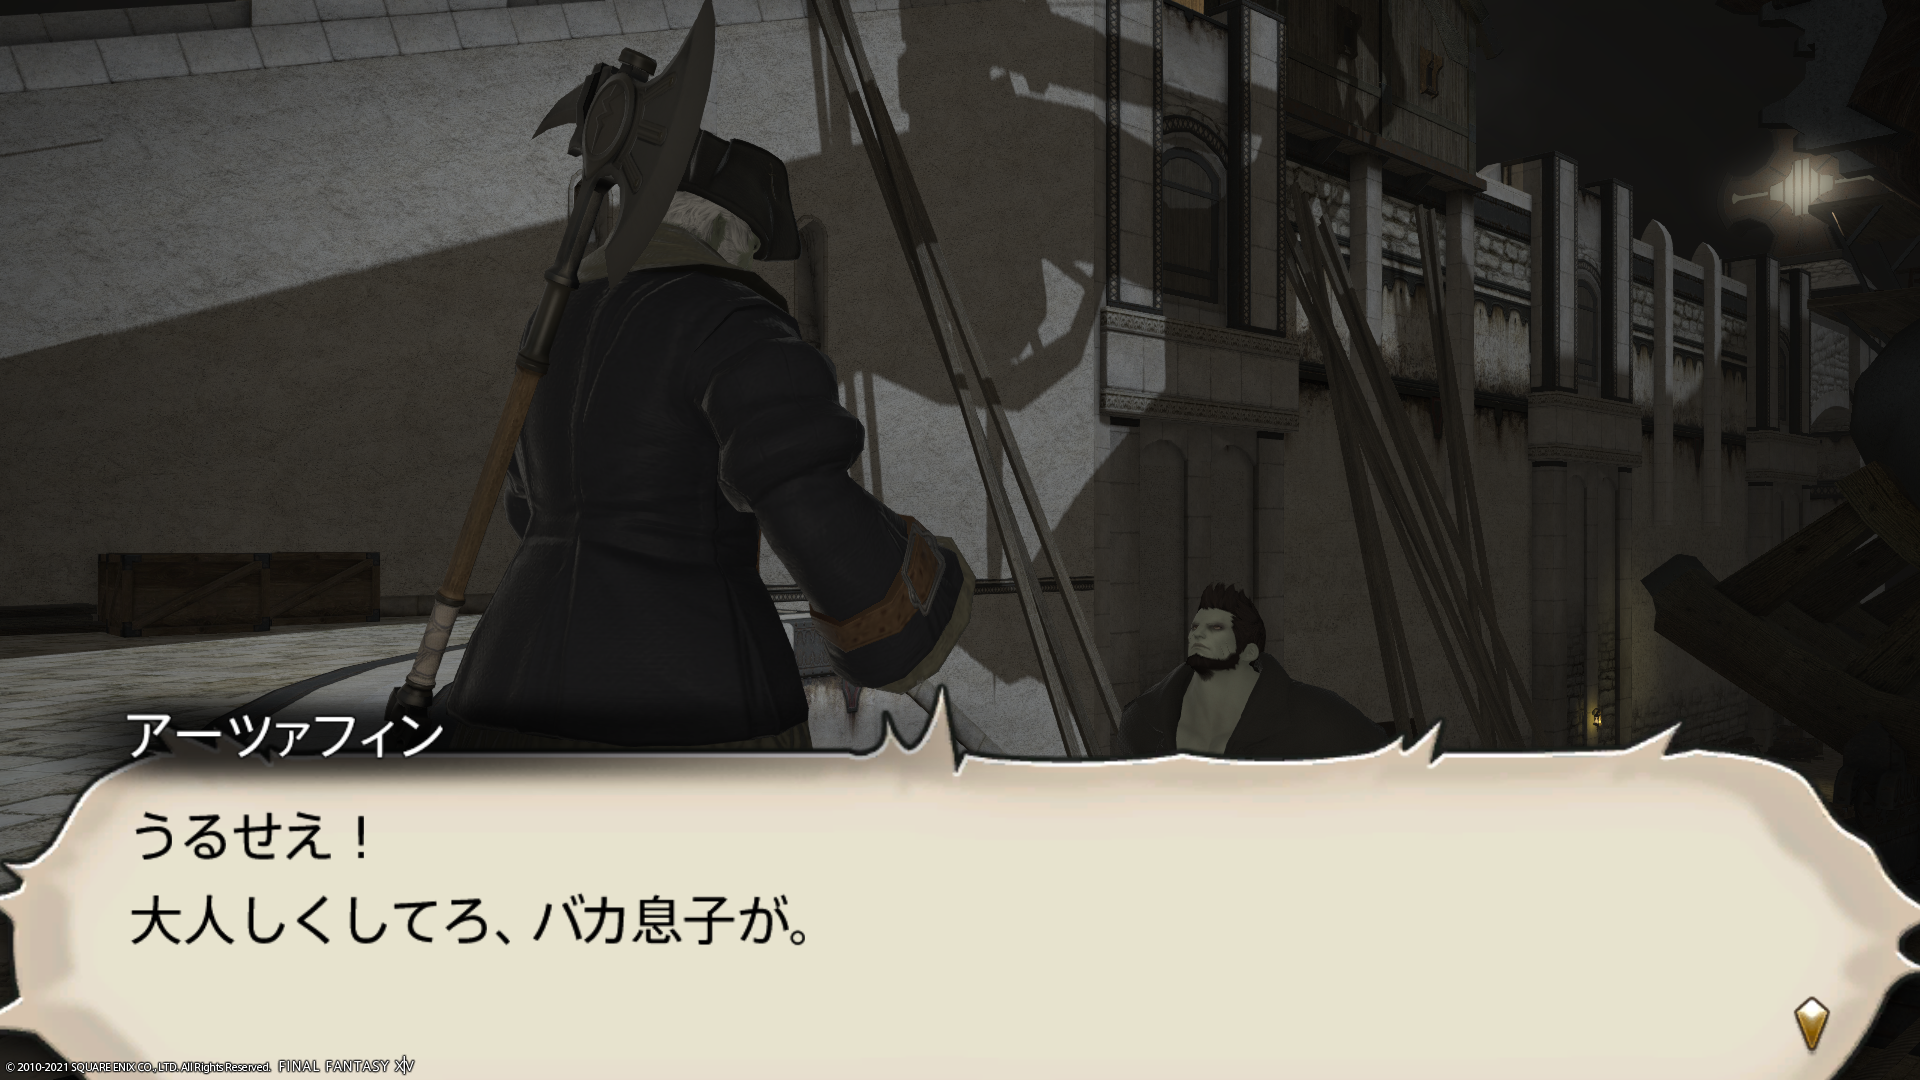 アーツァフィン
うるせえ！
大人しくしてろ、バカ息子が。
© 2010-2021 SQUARE ENIX CO., LTD. All Rights Reserved. FINAL FANTASY XIV